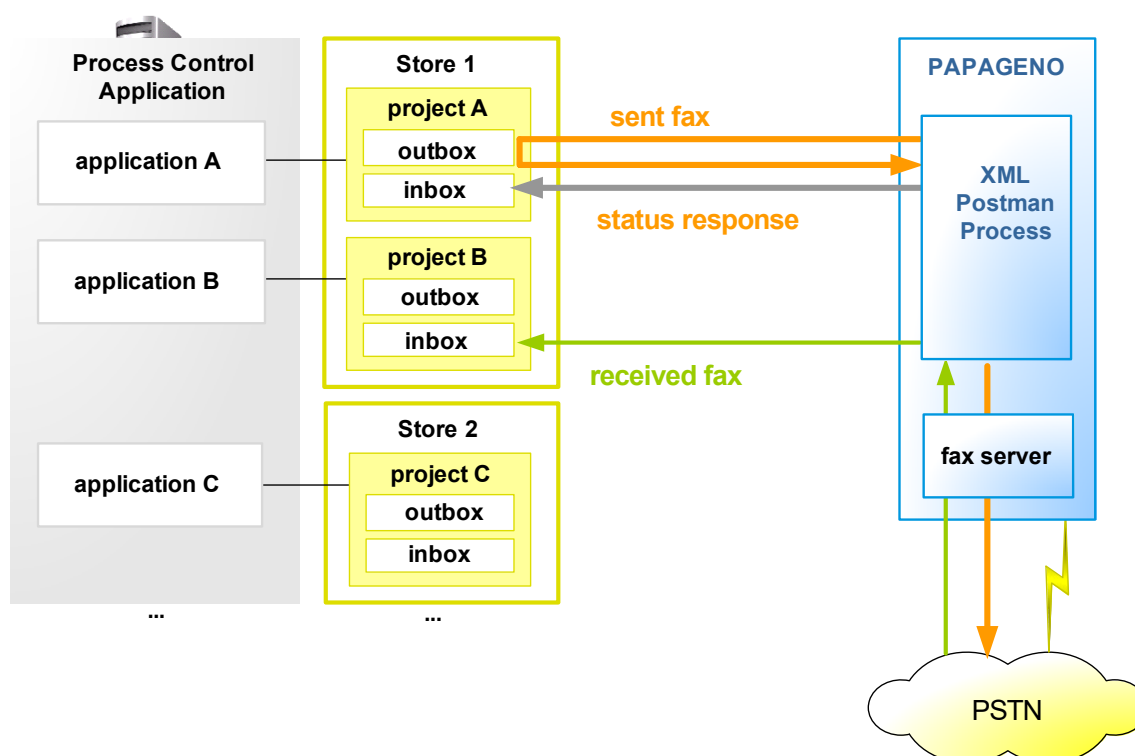 Process Control
Application
application A
application B
application C
...
Store 1
project A
outbox
inbox
project B
outbox
inbox
Store 2
project C
outbox
inbox
...
sent fax
status response
received fax
PAPAGENO
XML
Postman
Process
fax server
PSTN